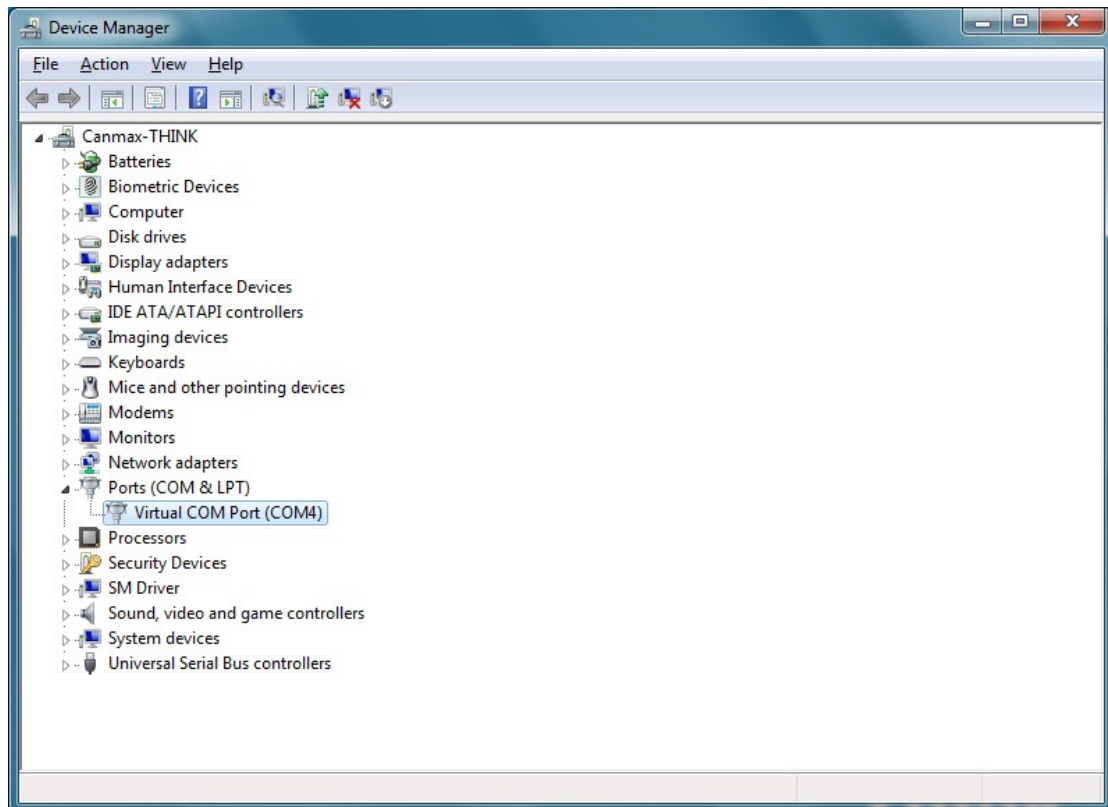 Device Manager
File Action View Help
Canmax-THINK
Batteries
Biometric Devices
Computer
Disk drives
Display adapters
Human Interface Devices
IDE ATA/ATAPI controllers
Imaging devices
Keyboards
Mice and other pointing devices
Modems
Monitors
Network adapters
Ports (COM & LPT)
Virtual COM Port (COM4)
Processors
Security Devices
SM Driver
Sound, video and game controllers
System devices
Universal Serial Bus controllers